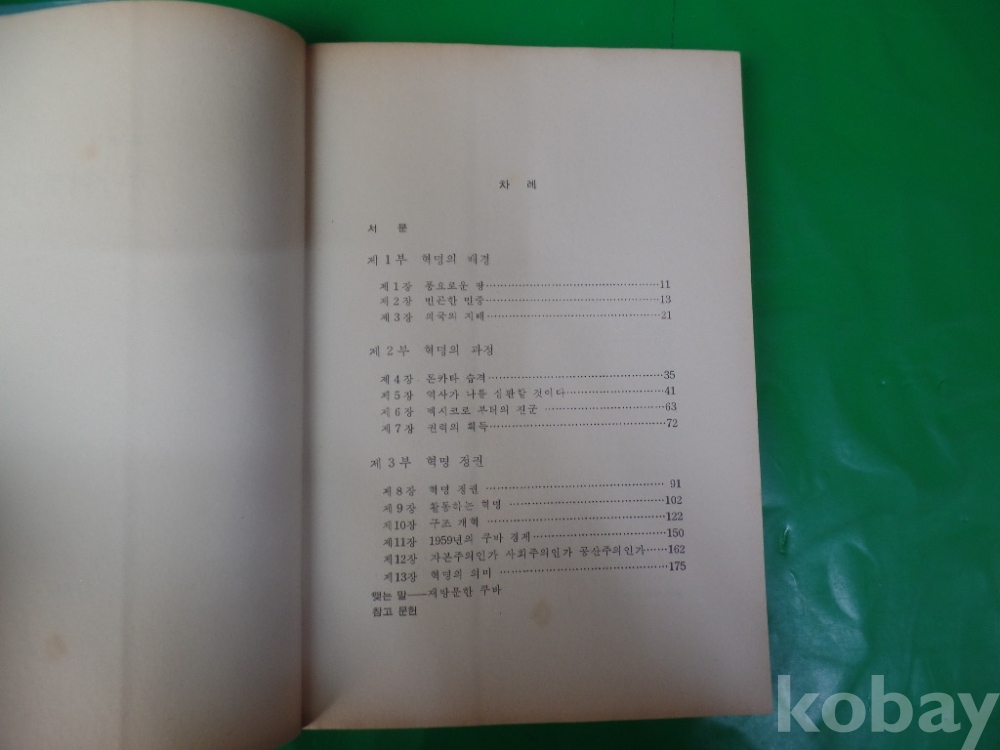 차 례
서 문
제 1 부 혁명의 배경
제 1 장 풍요로운 땅 11
제 2 장 빈곤한 민중 13
제 3 장 외국의 지배 21
제 2 부 혁명의 과정
제 4 장 몬카타 습격 35
제 5 장 역사가 나를 심판할 것이다 41
제 6 장 멕시코로 부터의 진군 63
제 7 장 권력의 획득 72
제 3 부 혁명 정권
제 8 장 혁명 정권 91
제 9 장 활동하는 혁명 102
제10장 구조 개혁 122
제11장 1959년의 쿠바 경제 150
제12장 자본주의인가 사회주의인가 공산주의인가 162
제13장 혁명의 의미 175
맺는 말——재방문한 쿠바
참고 문헌
kobay